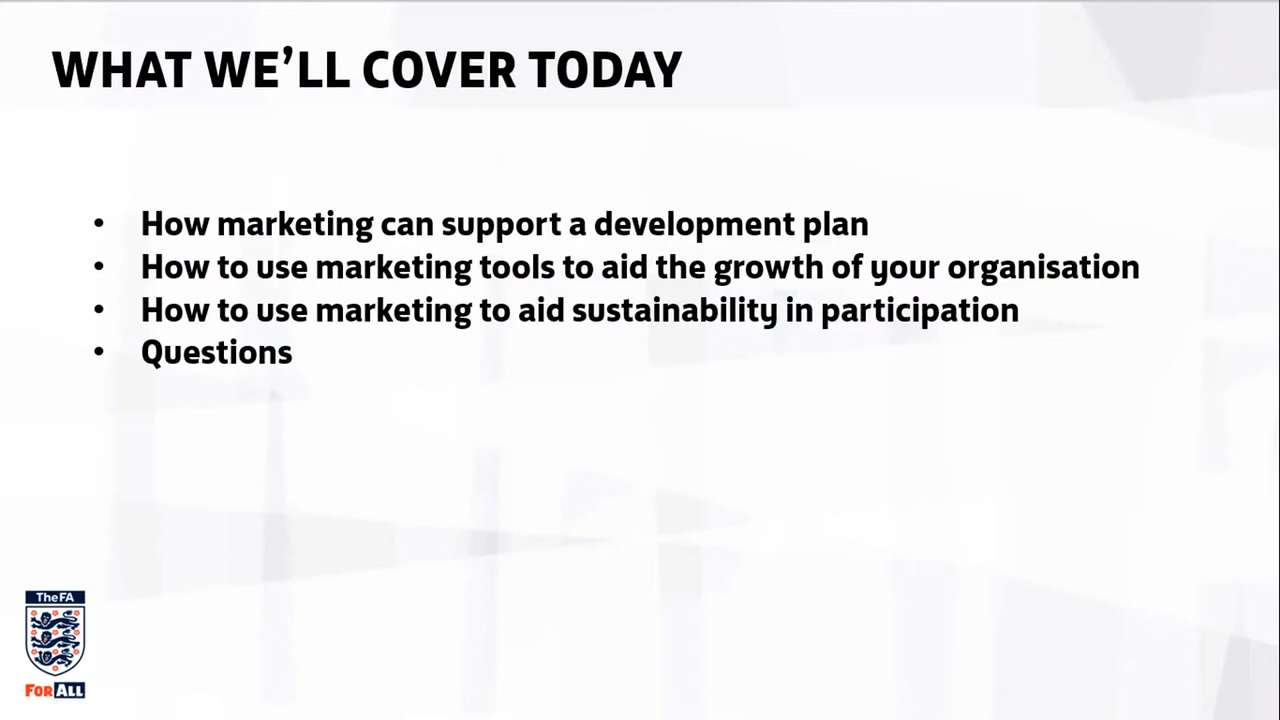 WHAT WE’LL COVER TODAY
• How marketing can support a development plan
• How to use marketing tools to aid the growth of your organisation
• How to use marketing to aid sustainability in participation
• Questions
The FA
FOR ALL